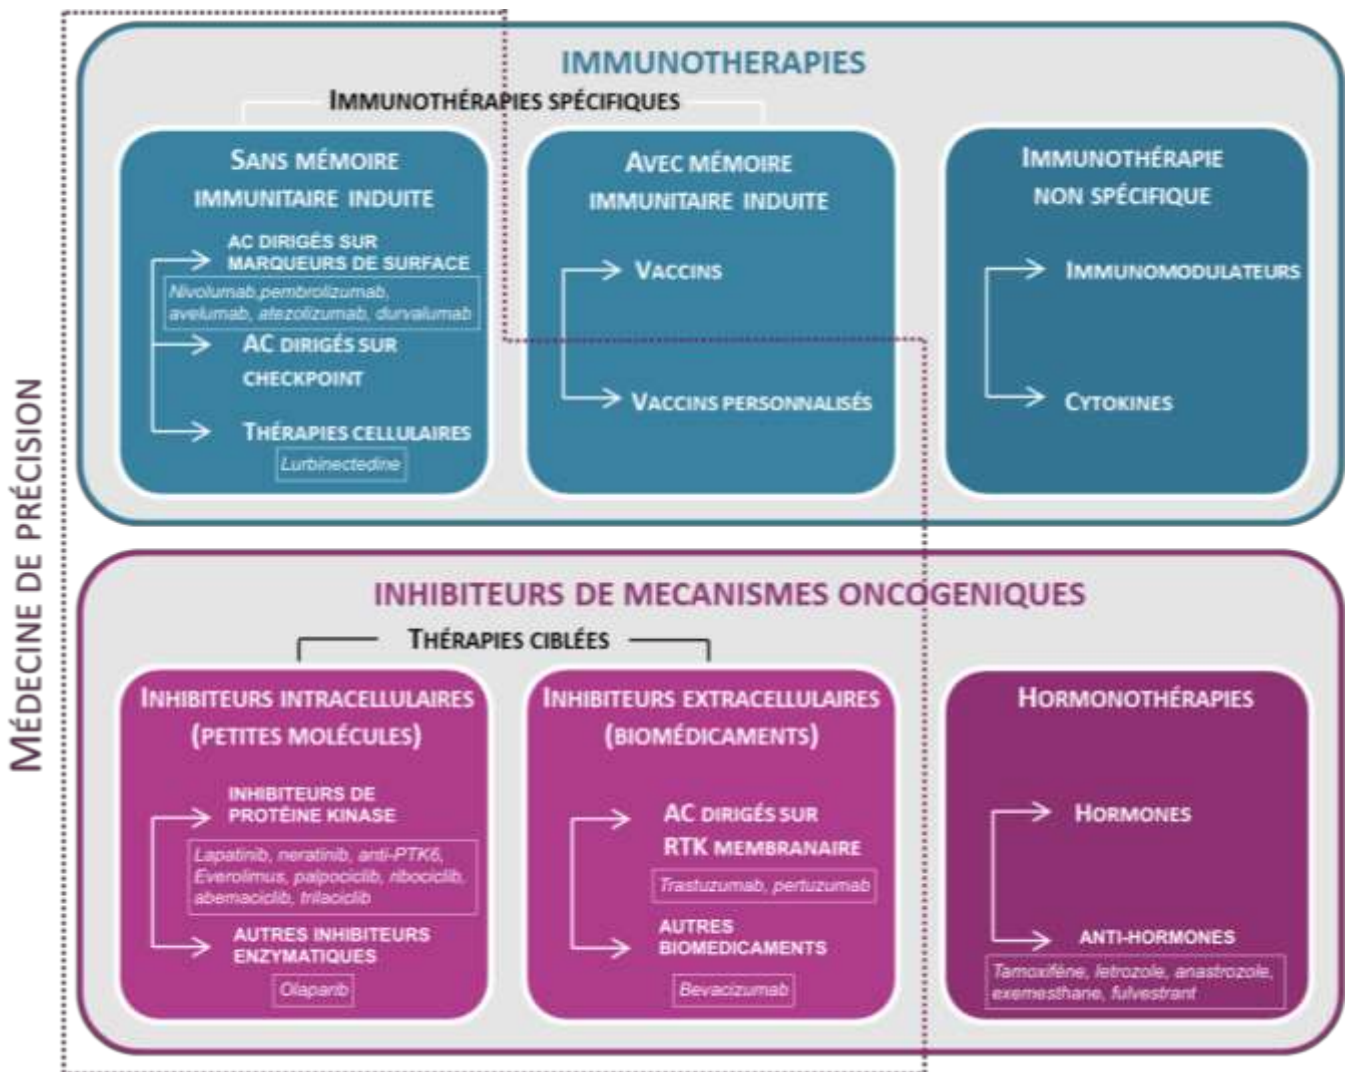 MÉDECINE DE PRÉCISION
IMMUNOTHERAPIES
IMMUNOTHÉRAPIES SPÉCIFIQUES
SANS MÉMOIRE
IMMUNITAIRE INDUITE
AC DIRIGÉS SUR
MARQUEURS DE SURFACE
Nivolumab,pembrolizumab,
avelumab, atezolizumab, durvalumab
AC DIRIGÉS SUR
CHECKPOINT
THÉRAPIES CELLULAIRES
Lurbinectedine
AVEC MÉMOIRE
IMMUNITAIRE INDUITE
VACCINS
VACCINS PERSONNALISÉS
IMMUNOTHÉRAPIE
NON SPÉCIFIQUE
IMMUNOMODULATEURS
CYTOKINES
INHIBITEURS DE MECANISMES ONCOGENIQUES
THÉRAPIES CIBLÉES
INHIBITEURS INTRACELLULAIRES
(PETITES MOLÉCULES)
INHIBITEURS DE
PROTÉINE KINASE
Lapatinib, neratinib, anti-PTK6,
Everolimus, palpociclib, ribociclib,
abemaciclib, trilaciclib
AUTRES INHIBITEURS
ENZYMATIQUES
Olaparib
INHIBITEURS EXTRACELLULAIRES
(BIOMÉDICAMENTS)
AC DIRIGÉS SUR
RTK MEMBRANAIRE
Trastuzumab, pertuzumab
AUTRES
BIOMEDICAMENTS
Bevacizumab
HORMONOTHÉRAPIES
HORMONES
ANTI-HORMONES
Tamoxifène, letrozole, anastrozole,
exemesthane, fulvestrant